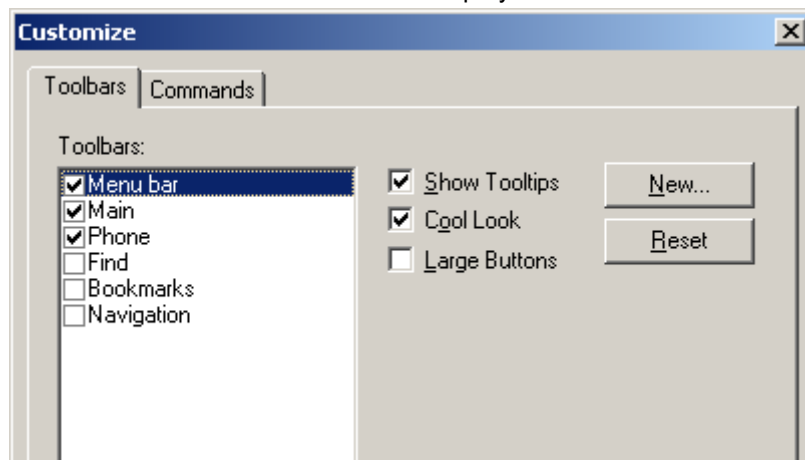 Customize
Toolbars Commands
Toolbars:
Menu bar
Main
Phone
Find
Bookmarks
Navigation
Show Tooltips
Cool Look
Large Buttons
New...
Reset